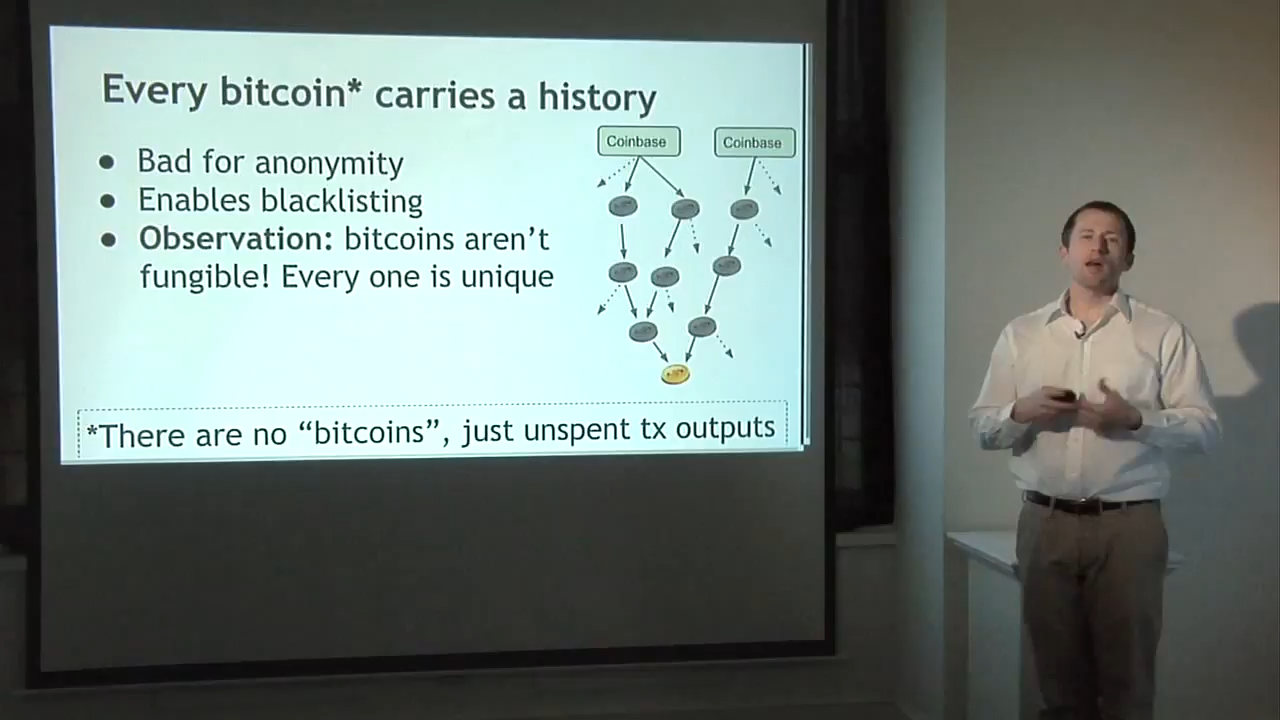 Every bitcoin* carries a history
● Bad for anonymity
● Enables blacklisting
● Observation: bitcoins aren't
fungible! Every one is unique
Coinbase
Coinbase
*There are no “bitcoins”, just unspent tx outputs